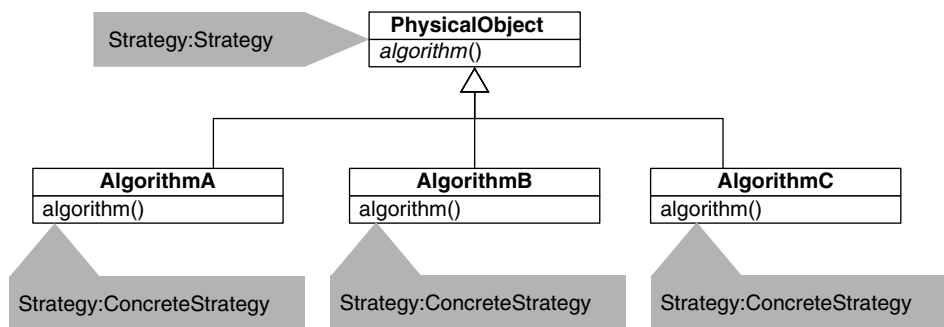 PhysicalObject
Strategy:Strategy
algorithm()
AlgorithmA
AlgorithmB
AlgorithmC
algorithm()
algorithm()
algorithm()
Strategy:ConcreteStrategy
Strategy:ConcreteStrategy
Strategy:ConcreteStrategy